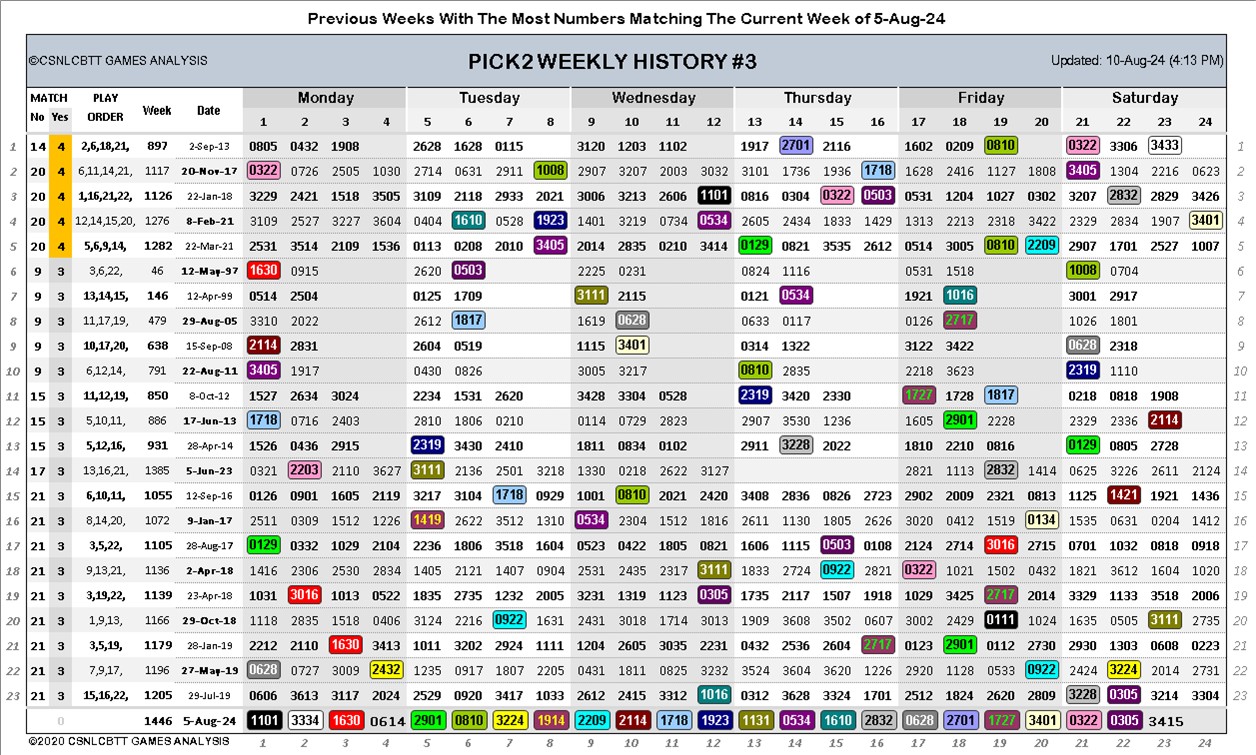 Previous Weeks With The Most Numbers Matching The Current Week of 5-Aug-24
©CSNLCBTT GAMES ANALYSIS PICK2 WEEKLY HISTORY #3 Updated: 10-Aug-24 (4:13 PM)
MATCH PLAY Week Date Monday Tuesday Wednesday Thursday Friday Saturday
No Yes ORDER 1 2 3 4 5 6 7 8 9 10 11 12 13 14 15 16 17 18 19 20 21 22 23 24
1 14 4 2,6,18,21, 897 2-Sep-13 0805 0432 1908 2628 1628 0115 3120 1203 1102 1917 2701 2116 1602 0209 0810 0322 3306 3433 1
2 20 4 6,11,14,21, 1117 20-Nov-17 0322 0726 2505 1030 2714 0631 2911 1008 2907 3207 2003 3032 3101 1736 1936 1718 1628 2416 1127 1808 3405 1304 2216 0623 2
3 20 4 1,16,21,22, 1126 22-Jan-18 3229 2421 1518 3505 3109 2118 2933 2021 3006 3213 2606 1101 0816 0304 0322 0503 0531 1204 1027 0302 3207 2832 2829 3426 3
4 20 4 12,14,15,20, 1276 8-Feb-21 3109 2527 3227 3604 0404 1610 0528 1923 1401 3219 0734 0534 2605 2434 1833 1429 3313 2213 2318 3422 2329 2834 1907 3401 4
5 20 4 5,6,9,14, 1282 22-Mar-21 2531 3514 2109 1536 0113 0208 2010 3405 2014 2835 0210 3414 0129 0821 3535 2612 0514 3005 0810 2209 2907 1701 2527 1007 5
6 9 3 3,6,22, 46 12-May-97 1630 0915 2620 0503 2225 0231 0824 1116 0531 1518 1008 0704 6
7 9 3 13,14,15, 146 12-Apr-99 0514 2504 0125 1709 3111 2115 0121 0534 1921 1016 3001 2917 7
8 9 3 11,17,19, 479 29-Aug-05 3310 2022 2612 1817 1619 0628 0633 0117 0126 2717 1026 1801 8
9 9 3 10,17,20, 638 15-Sep-08 2114 2831 2604 0519 1115 3401 0314 1322 3122 3422 0628 2318 9
10 9 3 6,12,14, 791 22-Aug-11 3405 1917 0430 0826 3005 3217 0810 2835 2218 3623 2319 1110 10
11 15 3 11,12,19, 850 8-Oct-12 1527 2634 3024 2234 1531 2620 3428 3304 0528 2319 3420 2330 1727 1728 1817 0218 0818 1908 11
12 15 3 5,10,11, 886 17-Jun-13 1718 0716 2403 2810 1806 0210 0114 0729 2823 2907 3530 1236 1605 2901 2228 2329 2336 2114 12
13 15 3 5,12,16, 931 28-Apr-14 1526 0436 2915 2319 3430 2410 1811 0834 0102 2911 3228 2022 1810 2210 0816 0129 0805 2728 13
14 17 3 13,16,21, 1385 5-Jun-23 0321 2203 2110 3627 3111 2136 2501 3218 1330 0218 2622 3127 2821 1113 2832 1414 0625 3226 2611 2124 14
15 21 3 6,10,11, 1055 12-Sep-16 0126 0901 1605 2119 3217 3104 1718 0929 1001 0810 2021 2420 3408 2836 0826 2723 2902 2009 2321 0813 1125 1421 1921 1436 15
16 21 3 8,14,20, 1072 9-Jan-17 2511 0309 1512 1226 1419 2622 3512 1310 0534 2304 1512 1816 2611 1130 1805 2626 3020 0412 1519 0134 1535 0631 0204 1412 16
17 21 3 3,5,22, 1105 28-Aug-17 0129 0332 1029 2104 2236 1806 3518 1604 0523 0422 1805 0821 1606 1115 0503 0108 2124 2714 3016 2715 0701 1032 0818 0918 17
18 21 3 9,13,21, 1136 2-Apr-18 1416 2306 2530 2834 1405 2121 1407 0904 2531 2435 2317 3111 1833 2724 0922 2821 0322 1021 1502 0432 1821 3612 1604 1020 18
19 21 3 3,19,22, 1139 23-Apr-18 1031 3016 1013 0522 1835 2735 1232 2005 3231 1319 1123 0305 1735 2117 1507 1918 1029 3425 2717 2014 3329 1133 3518 2006 19
20 21 3 1,9,13, 1166 29-Oct-18 1118 2835 1518 0406 3124 2216 0922 1631 2431 3018 1714 3013 1909 3608 3502 0607 3002 2429 0111 1024 1635 0505 3111 2735 20
21 21 3 3,5,19, 1179 28-Jan-19 2212 2110 1630 3413 1011 3202 2924 1111 1204 2605 3035 2231 0432 2536 2604 2717 0123 2901 0112 2730 2930 1303 0608 0223 21
22 21 3 7,9,17, 1196 27-May-19 0628 0727 3009 2432 1235 0917 1807 2205 0431 1811 0825 3232 3524 3604 3620 1226 2920 1128 0533 0922 2424 3224 2014 2731 22
23 21 3 15,16,22, 1205 29-Jul-19 0606 3613 3117 2024 2529 0920 3417 1033 2612 2415 3312 1016 0312 3628 3324 1701 2512 1824 2620 2809 3228 0305 3214 3304 23
0 1446 5-Aug-24 1101 3334 1630 0614 2901 0810 3224 1914 2209 2114 1718 1923 1131 0534 1610 2832 0628 2701 1727 3401 0322 0305 3415
©2020 CSNLCBTT GAMES ANALYSIS 1 2 3 4 5 6 7 8 9 10 11 12 13 14 15 16 17 18 19 20 21 22 23 24